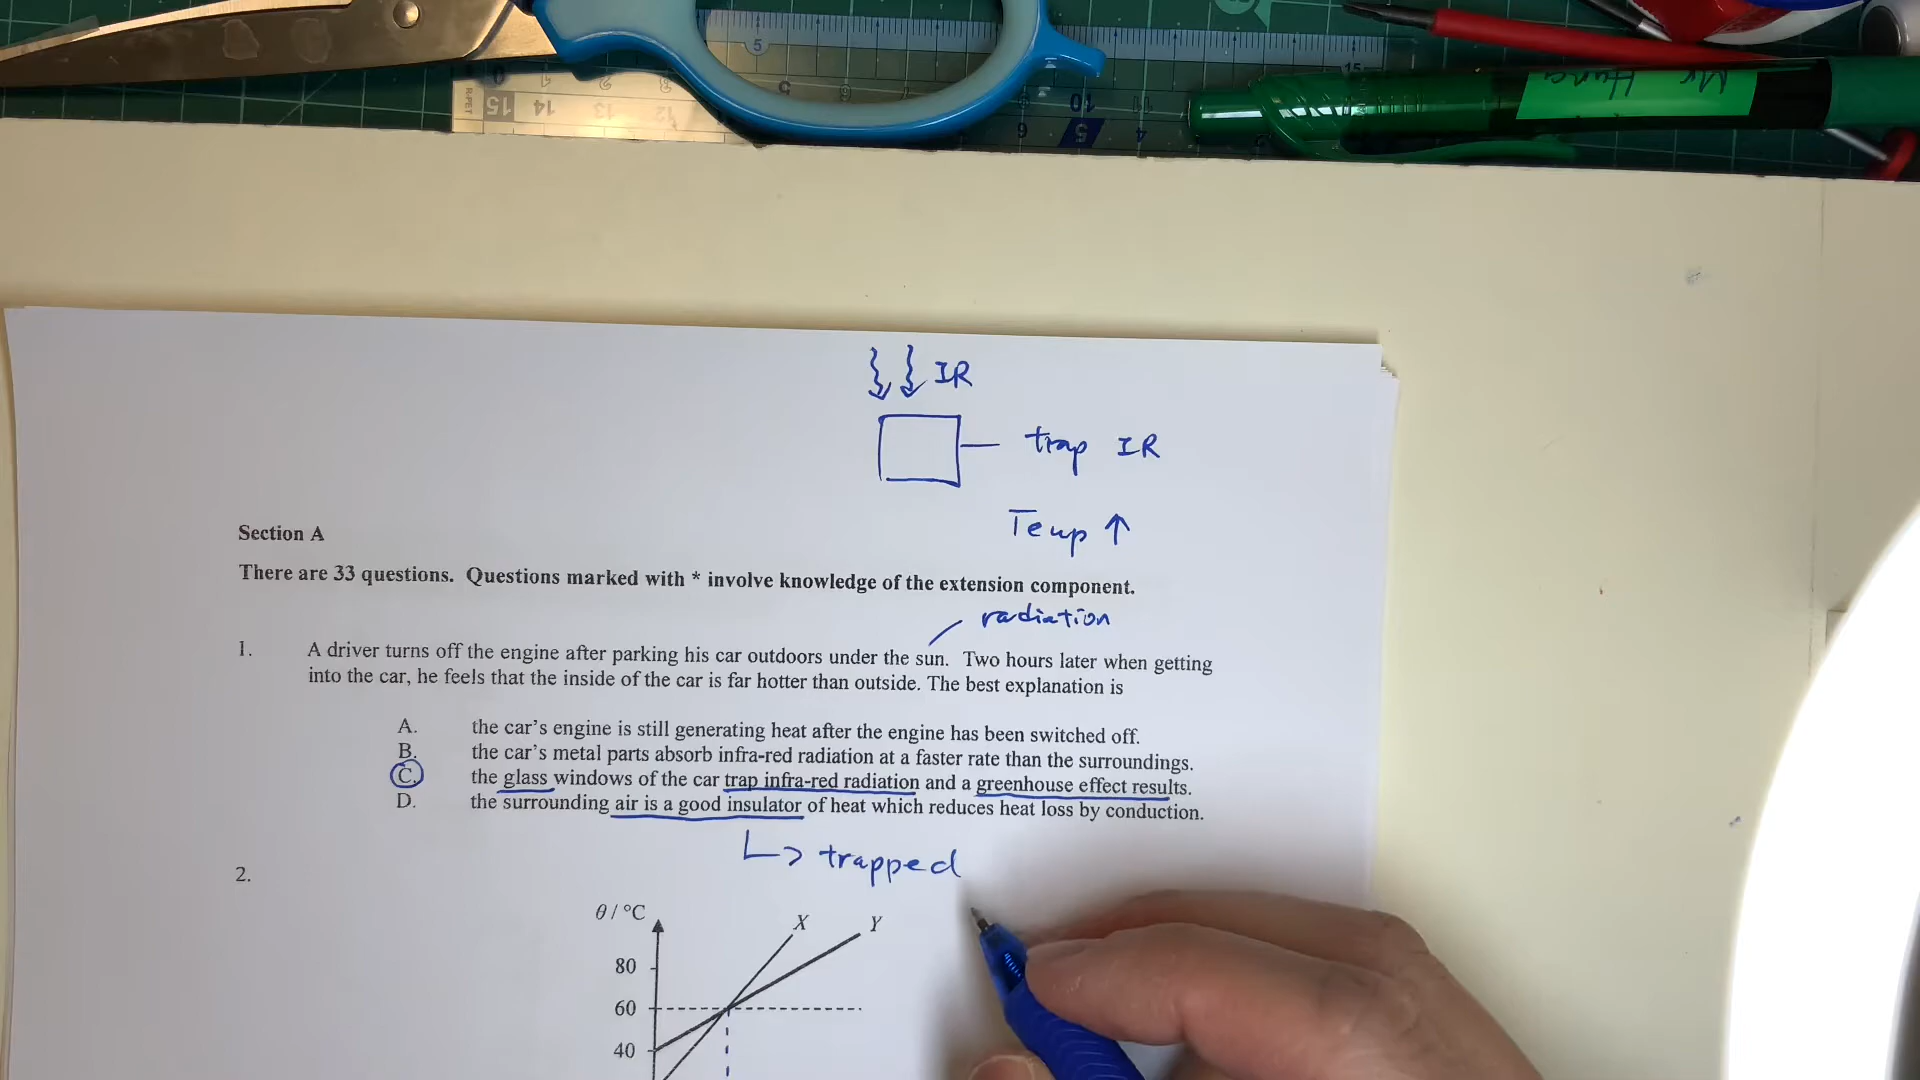 Mr Hung
IR
trap IR
Temp ↑
Section A
There are 33 questions. Questions marked with * involve knowledge of the extension component.
radiation
1. A driver turns off the engine after parking his car outdoors under the sun. Two hours later when getting
into the car, he feels that the inside of the car is far hotter than outside. The best explanation is
A. the car's engine is still generating heat after the engine has been switched off.
B. the car's metal parts absorb infra-red radiation at a faster rate than the surroundings.
C. the glass windows of the car trap infra-red radiation and a greenhouse effect results.
D. the surrounding air is a good insulator of heat which reduces heat loss by conduction.
trapped
2.
θ / °C
X
Y
80
60
40